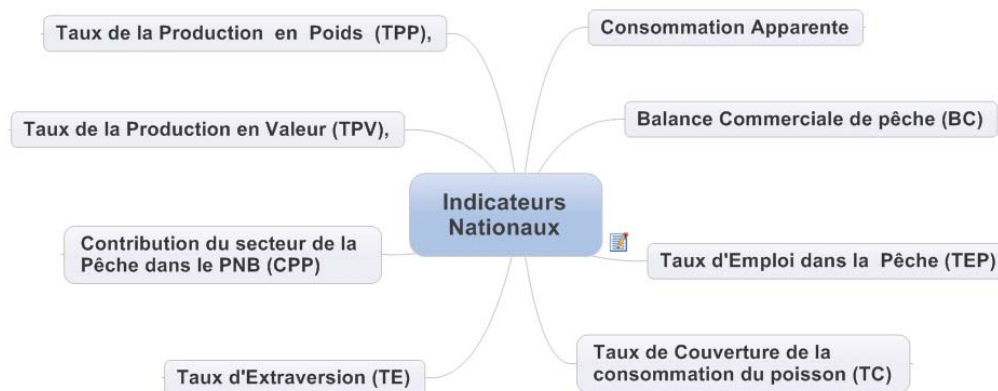 Taux de la Production en Poids (TPP),
Consommation Apparente
Taux de la Production en Valeur (TPV),
Balance Commerciale de pêche (BC)
Indicateurs
Nationaux
Contribution du secteur de la
Pêche dans le PNB (CPP)
Taux d'Emploi dans la Pêche (TEP)
Taux d'Extraversion (TE)
Taux de Couverture de la
consommation du poisson (TC)